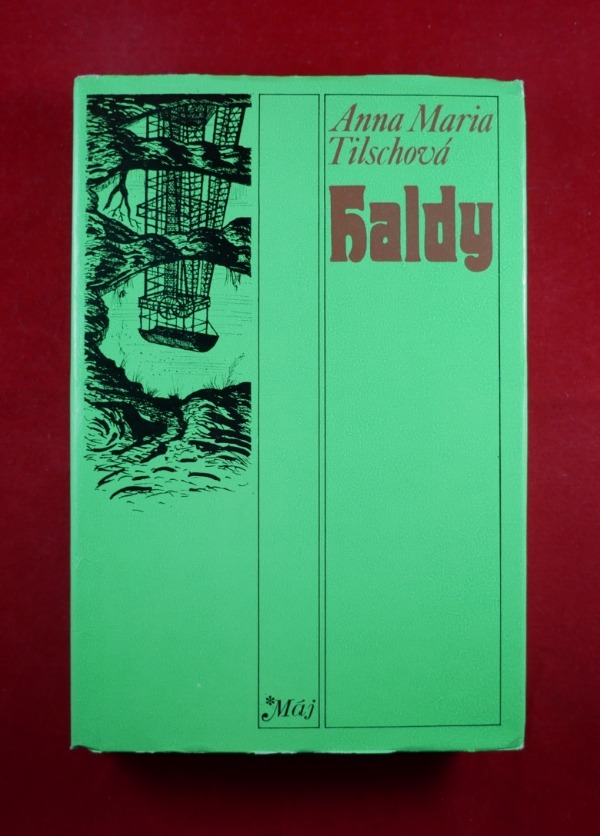 Anna Maria
Tilschová
haldy
*Máj